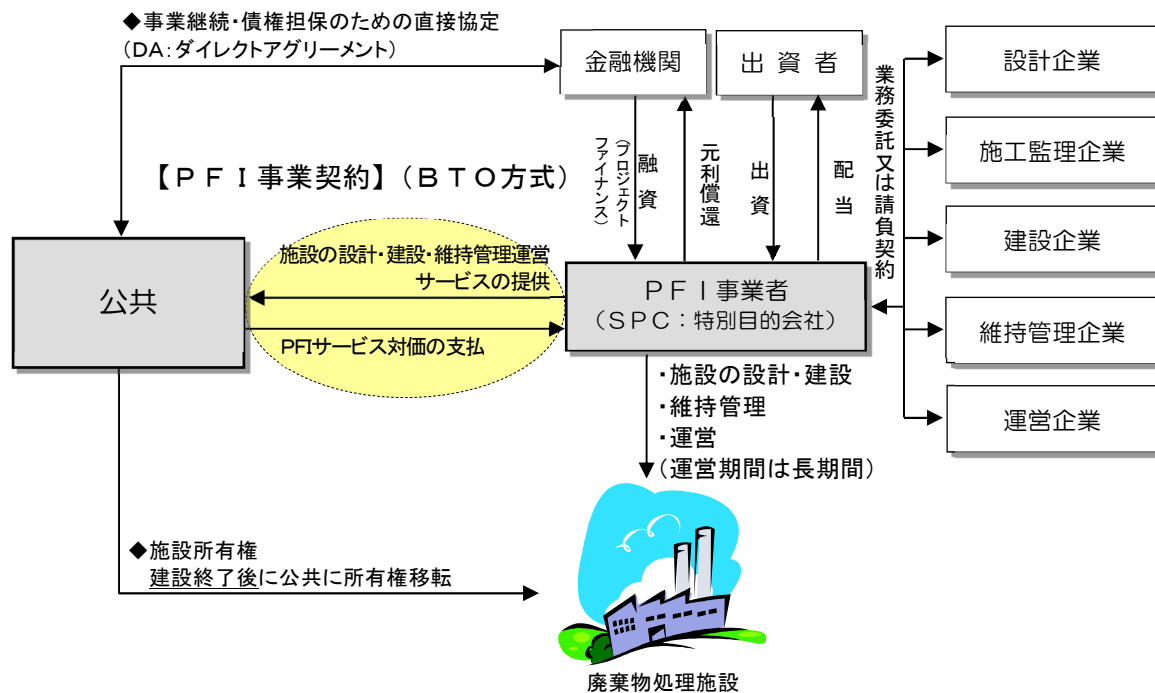 ◆事業継続・債権担保のための直接協定
(DA:ダイレクトアグリーメント)
金融機関
出資者
業務委託又は請負契約
設計企業
施工監理企業
建設企業
維持管理企業
運営企業
融資
(プロジェクト
ファイナンス)
元利償還
出資
配当
【PFI事業契約】(BTO方式)
公共
施設の設計・建設・維持管理運営
サービスの提供
PFIサービス対価の支払
PFI事業者
(SPC:特別目的会社)
・施設の設計・建設
・維持管理
・運営
(運営期間は長期間)
◆施設所有権
建設終了後に公共に所有権移転
廃棄物処理施設